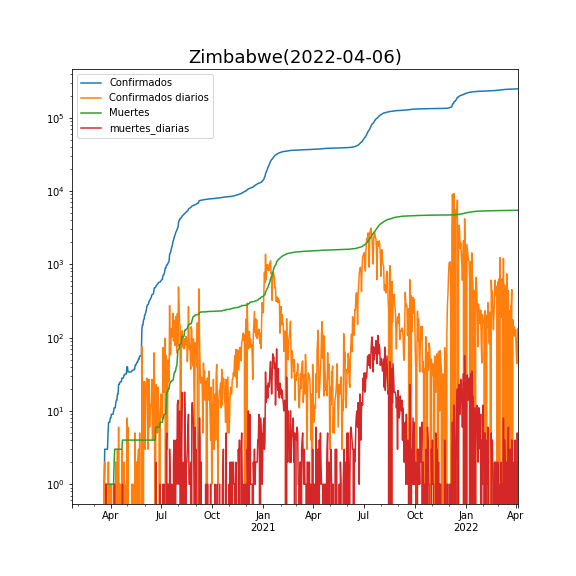 Zimbabwe(2022-04-06)
Confirmados
Confirmados diarios
Muertes
muertes_diarias
10⁵
10⁴
10³
10²
10¹
10⁰
Apr Jul Oct Jan Apr Jul Oct Jan Apr
2021 2022